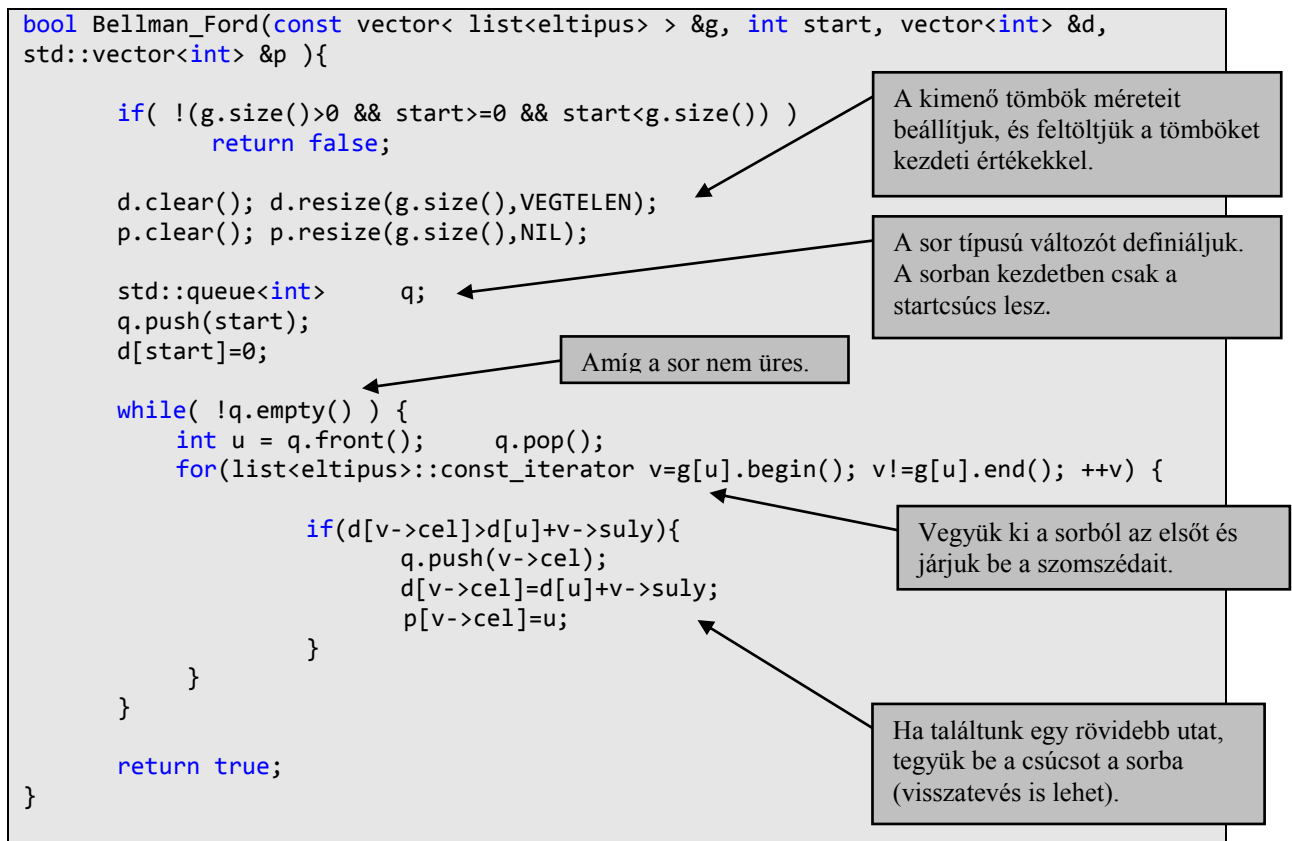 bool Bellman_Ford(const vector< list<eltipus> > &g, int start, vector<int> &d,
std::vector<int> &p ){
if( !(g.size()>0 && start>=0 && start<g.size()) )
return false;
A kimenő tömbök méreteit
beállítjuk, és feltöltjük a tömböket
kezdeti értékekkel.
d.clear(); d.resize(g.size(),VEGTELEN);
p.clear(); p.resize(g.size(),NIL);
A sor típusú változót definiáljuk.
A sorban kezdetben csak a
startcsúcs lesz.
std::queue<int> q;
q.push(start);
d[start]=0;
Amíg a sor nem üres.
while( !q.empty() ) {
int u = q.front(); q.pop();
for(list<eltipus>::const_iterator v=g[u].begin(); v!=g[u].end(); ++v) {
Vegyük ki a sorból az elsőt és
járjuk be a szomszédait.
if(d[v->cel]>d[u]+v->suly){
q.push(v->cel);
d[v->cel]=d[u]+v->suly;
p[v->cel]=u;
}
}
}
Ha találtunk egy rövidebb utat,
tegyük be a csúcsot a sorba
(visszatevés is lehet).
return true;
}